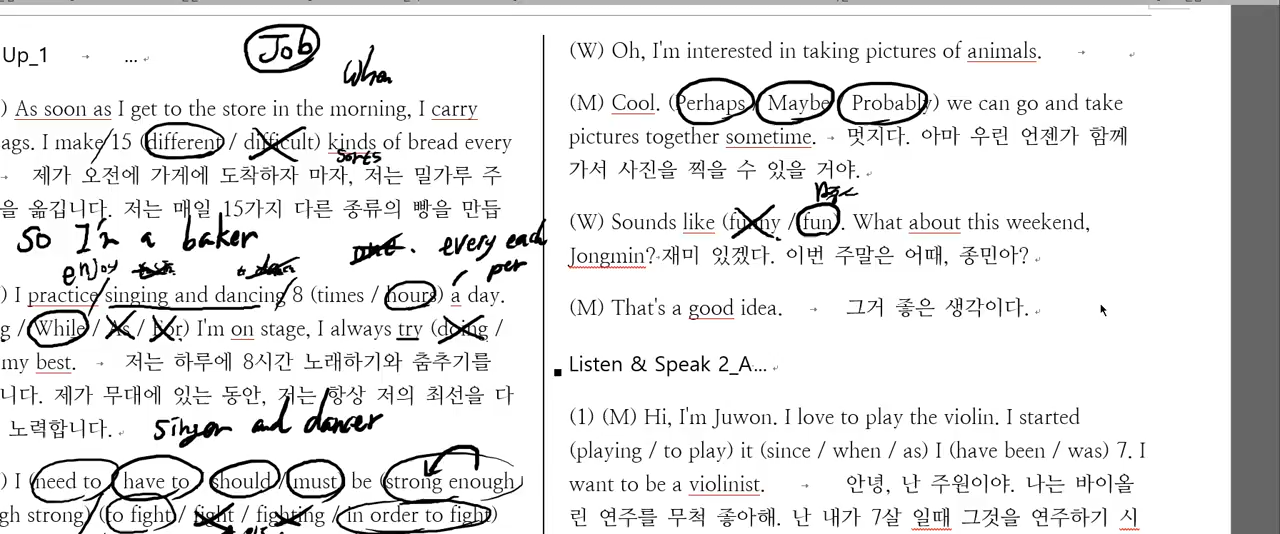 Up_1 → ...
Job
When
) As soon as I get to the store in the morning, I carry
ags. I make 15 (different / difficult) kinds of bread every
sorts
→ 제가 오전에 가게에 도착하자 마자, 저는 밀가루 주
을 옮깁니다. 저는 매일 15가지 다른 종류의 빵을 만듭
So I'm a baker
one. every each
enjoy
per
) I practice singing and dancing 8 (times / hours) a day.
g / While / As / For) I'm on stage, I always try (doing /
my best. → 저는 하루에 8시간 노래하기와 춤추기를
니다. 제가 무대에 있는 동안, 저는 항상 저의 최선을 다
노력합니다.
singer and dancer
) I (need to / have to / should / must) be (strong enough
gh strong) (to fight / fight / fighting / in order to fight)
(W) Oh, I'm interested in taking pictures of animals. →
(M) Cool. (Perhaps / Maybe / Probably) we can go and take
pictures together sometime. → 멋지다. 아마 우린 언젠가 함께
가서 사진을 찍을 수 있을 거야.
(W) Sounds like (funny / fun). What about this weekend,
Jongmin? 재미 있겠다. 이번 주말은 어때, 종민아?
(M) That's a good idea. → 그거 좋은 생각이다.
Listen & Speak 2_A...
(1) (M) Hi, I'm Juwon. I love to play the violin. I started
(playing / to play) it (since / when / as) I (have been / was) 7. I
want to be a violinist. → 안녕, 난 주원이야. 나는 바이올
린 연주를 무척 좋아해. 난 내가 7살 일때 그것을 연주하기 시